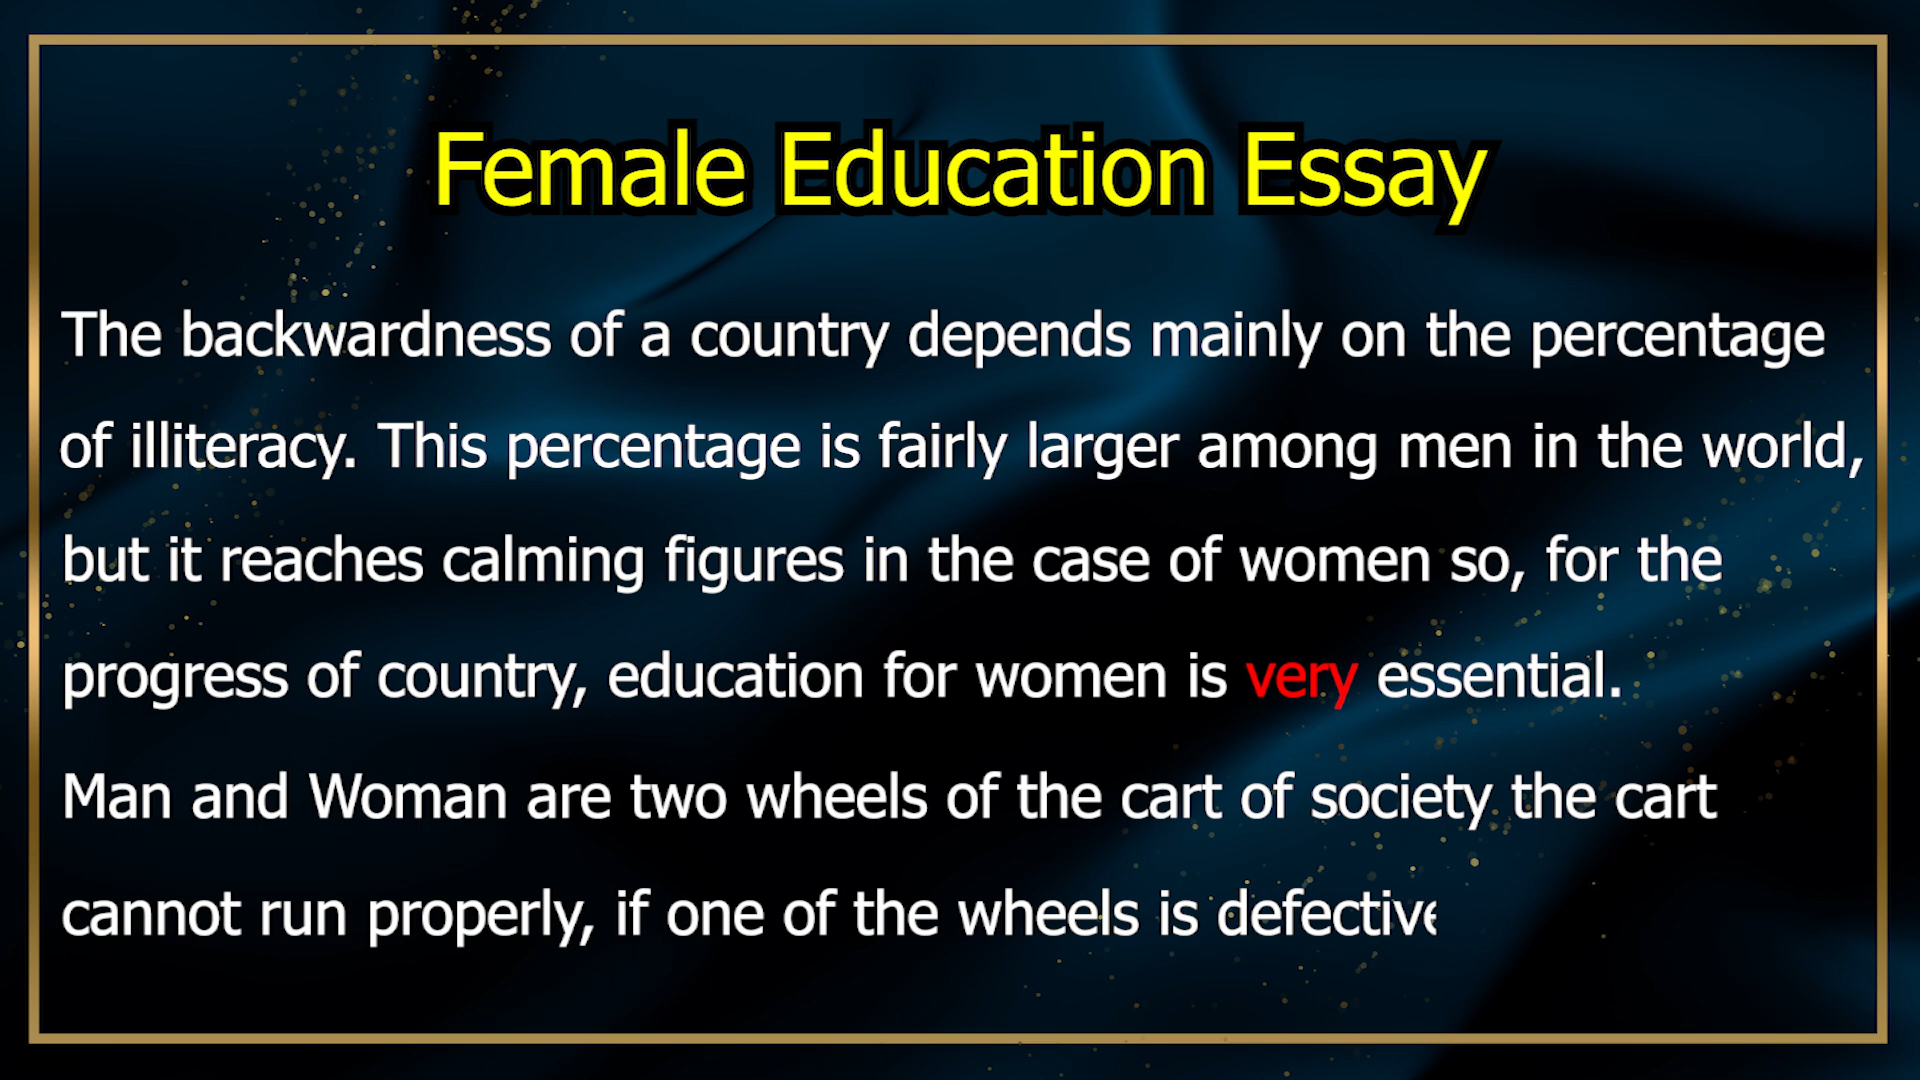 Female Education Essay
The backwardness of a country depends mainly on the percentage
of illiteracy. This percentage is fairly larger among men in the world,
but it reaches calming figures in the case of women so, for the
progress of country, education for women is very essential.
Man and Woman are two wheels of the cart of society the cart
cannot run properly, if one of the wheels is defective